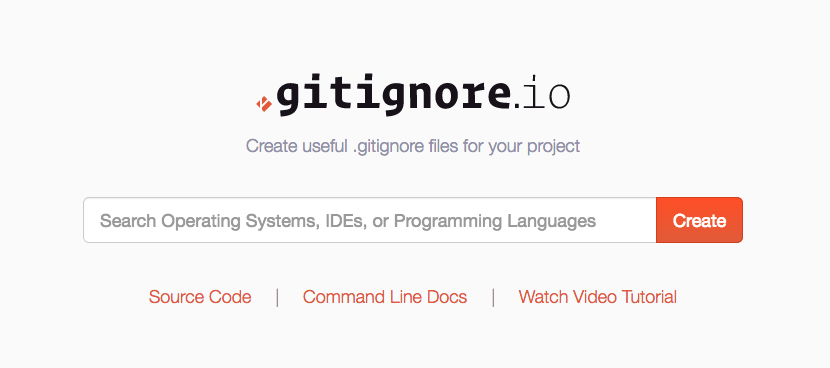 .gitignore.io
Create useful .gitignore files for your project
Search Operating Systems, IDEs, or Programming Languages Create
Source Code | Command Line Docs | Watch Video Tutorial